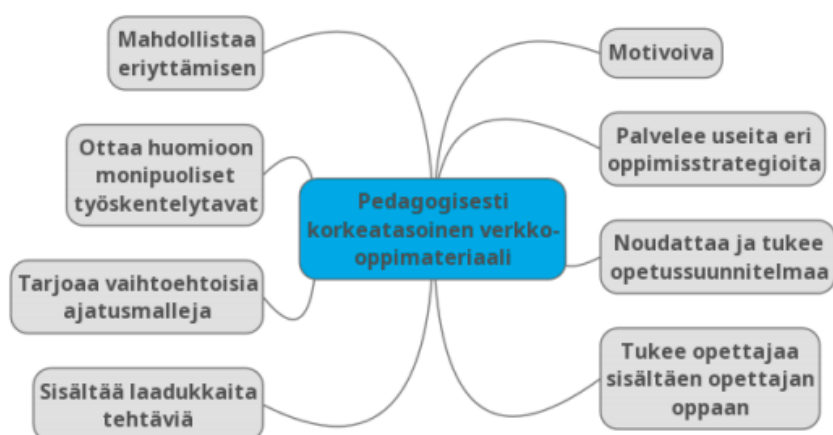 Mahdollistaa
eriyttämisen
Ottaa huomioon
monipuoliset
työskentelytavat
Tarjoaa vaihtoehtoisia
ajatusmalleja
Sisältää laadukkaita
tehtäviä
Pedagogisesti
korkeatasoinen verkko-
oppimateriaali
Motivoiva
Palvelee useita eri
oppimisstrategioita
Noudattaa ja tukee
opetussuunnitelmaa
Tukee opettajaa
sisältäen opettajan
oppaan